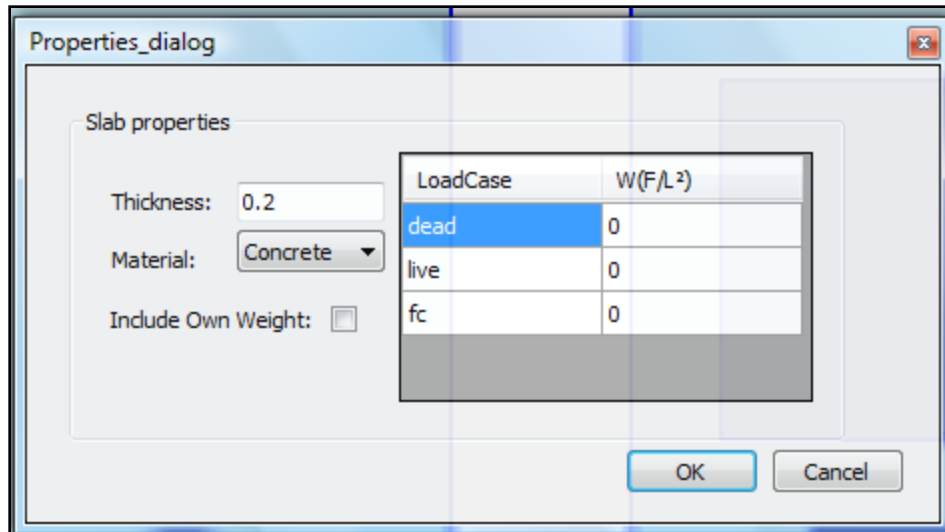 Properties_dialog
Slab properties
Thickness: 0.2
Material: Concrete
Include Own Weight:
LoadCase W(F/L²)
dead 0
live 0
fc 0
OK Cancel